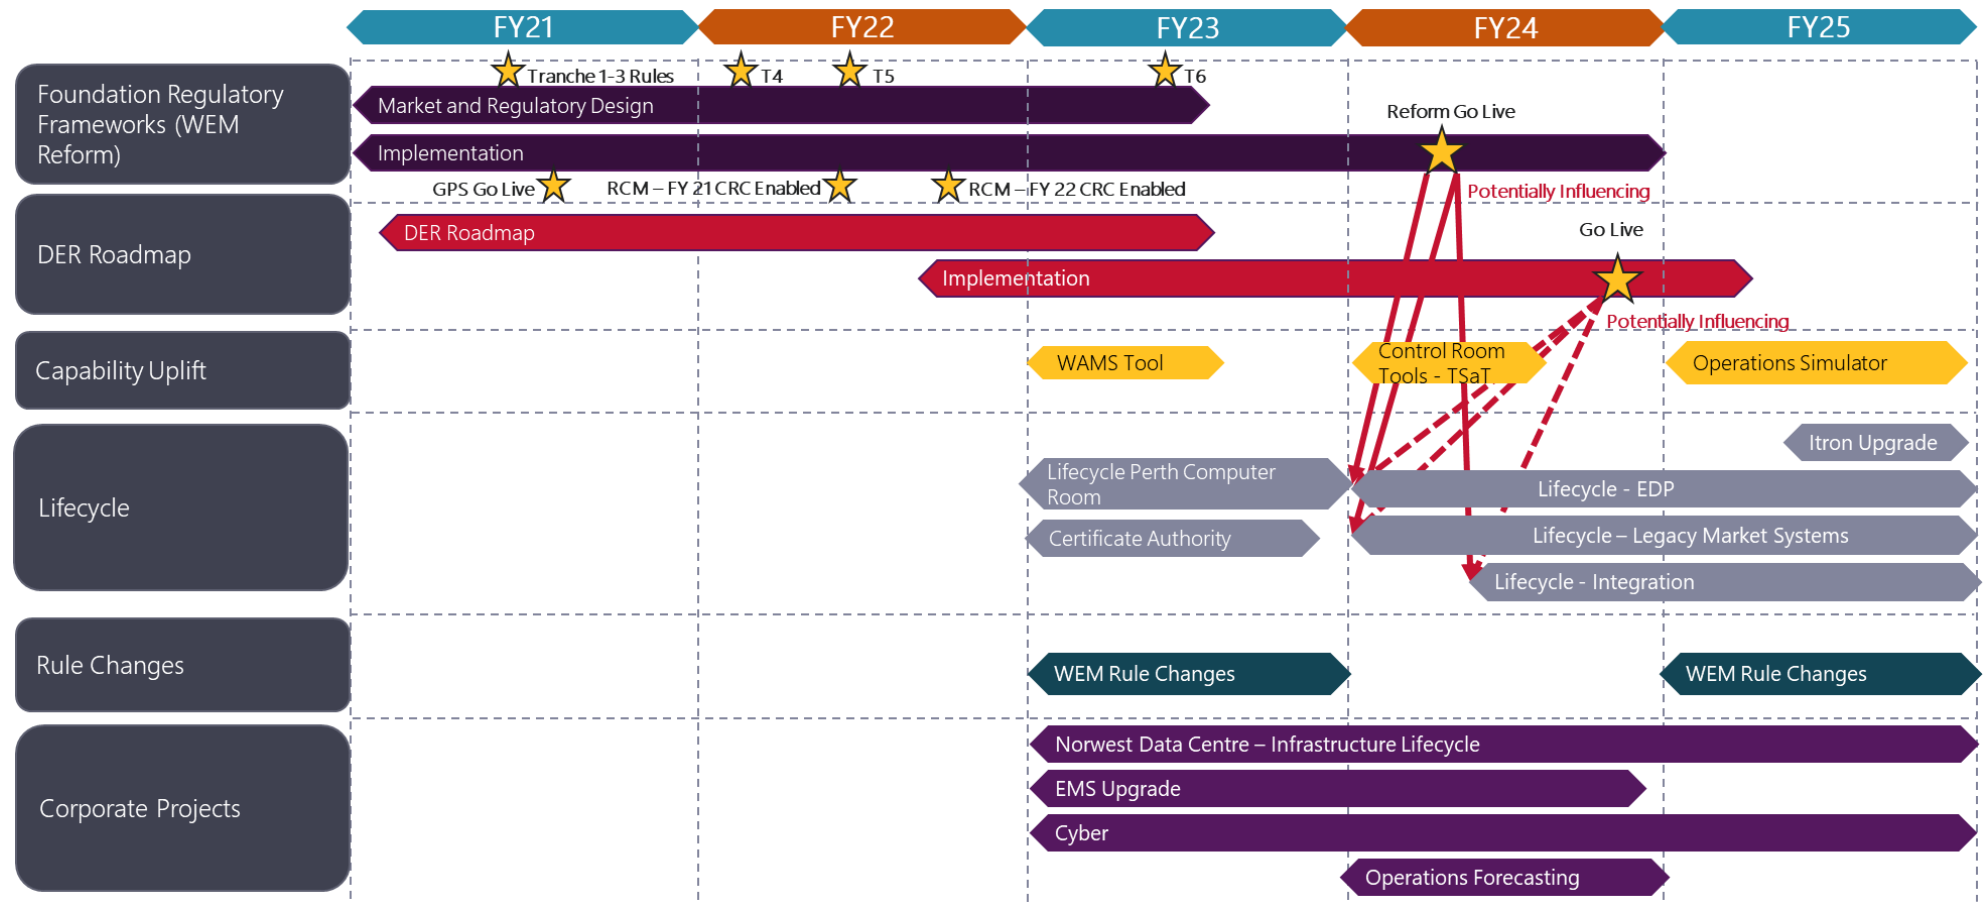 FY21
FY22
FY23
FY24
FY25
Foundation Regulatory
Frameworks (WEM
Reform)
Tranche 1-3 Rules
T4
T5
T6
Market and Regulatory Design
Reform Go Live
Implementation
GPS Go Live
RCM – FY 21 CRC Enabled
RCM – FY 22 CRC Enabled
Potentially Influencing
DER Roadmap
DER Roadmap
Go Live
Implementation
Potentially Influencing
Capability Uplift
WAMS Tool
Control Room
Tools - TSaT
Operations Simulator
Lifecycle
Itron Upgrade
Lifecycle Perth Computer
Room
Lifecycle - EDP
Certificate Authority
Lifecycle – Legacy Market Systems
Lifecycle - Integration
Rule Changes
WEM Rule Changes
WEM Rule Changes
Corporate Projects
Norwest Data Centre – Infrastructure Lifecycle
EMS Upgrade
Cyber
Operations Forecasting